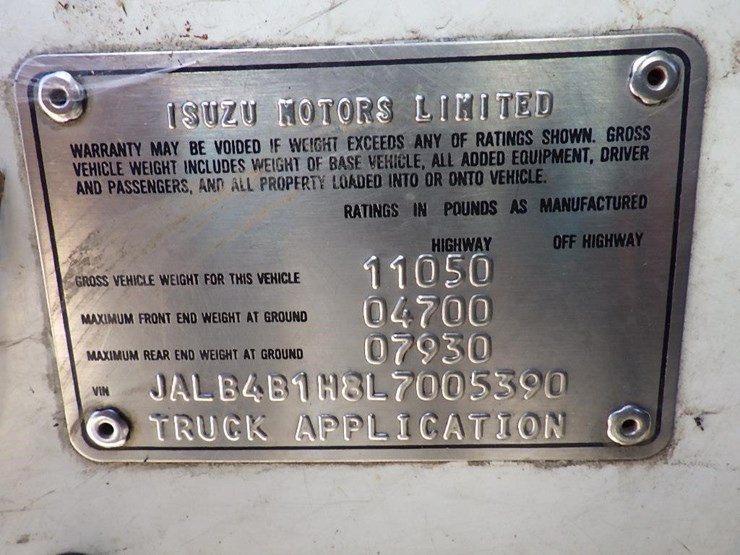 ISUZU MOTORS LIMITED
WARRANTY MAY BE VOIDED IF WEIGHT EXCEEDS ANY OF RATINGS SHOWN. GROSS
VEHICLE WEIGHT INCLUDES WEIGHT OF BASE VEHICLE, ALL ADDED EQUIPMENT, DRIVER
AND PASSENGERS, AND ALL PROPERTY LOADED INTO OR ONTO VEHICLE.
RATINGS IN POUNDS AS MANUFACTURED
HIGHWAY OFF HIGHWAY
GROSS VEHICLE WEIGHT FOR THIS VEHICLE 11050
MAXIMUM FRONT END WEIGHT AT GROUND 04700
MAXIMUM REAR END WEIGHT AT GROUND 07930
VIN JALB4B1H8L7005390
TRUCK APPLICATION